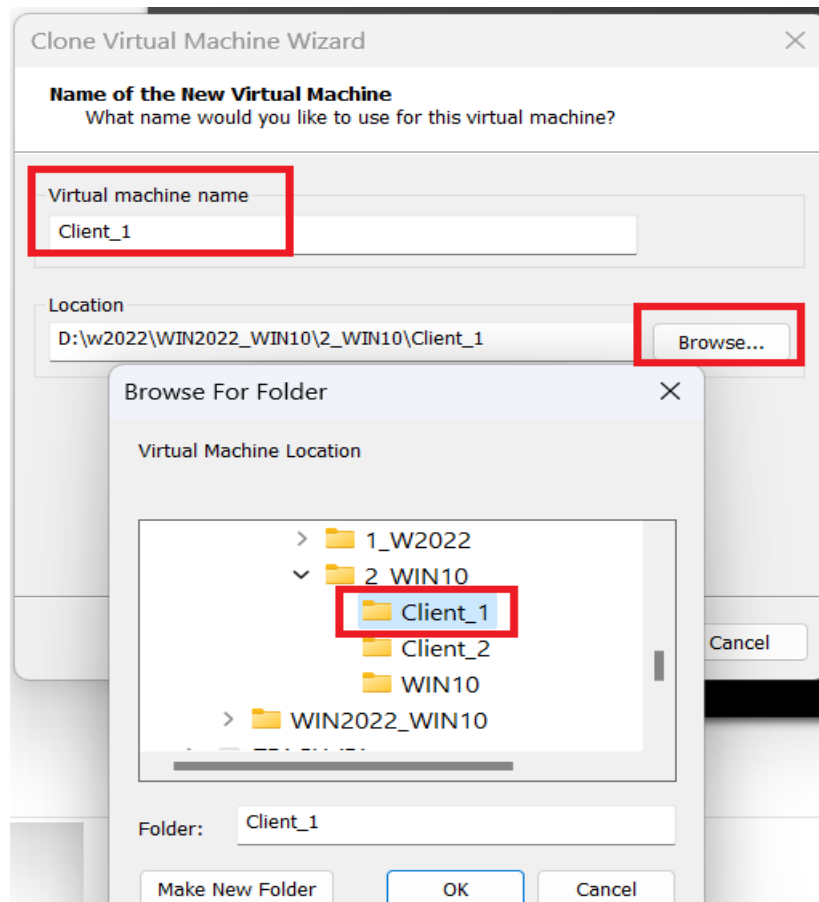 Clone Virtual Machine Wizard
Name of the New Virtual Machine
What name would you like to use for this virtual machine?
Virtual machine name
Client_1
Location
D:\w2022\WIN2022_WIN10\2_WIN10\Client_1
Browse...
Browse For Folder
Virtual Machine Location
1_W2022
2_WIN10
Client_1
Client_2
WIN10
WIN2022_WIN10
Cancel
Folder:
Client_1
Make New Folder
OK
Cancel